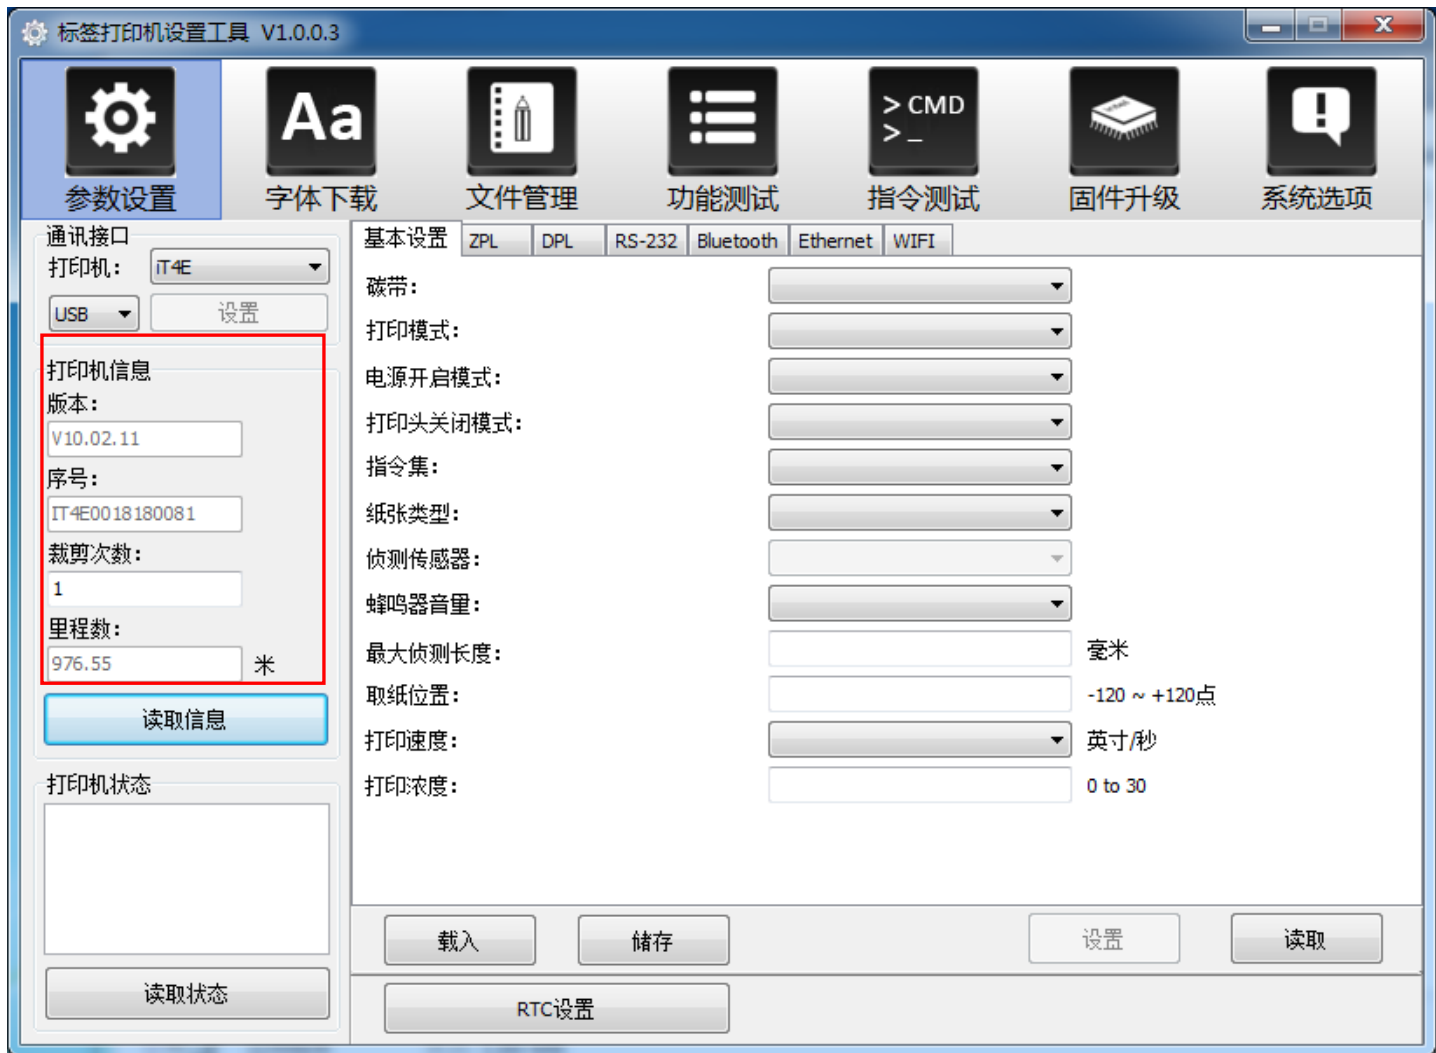 标签打印机设置工具 V1.0.0.3
Aa
> CMD
> _
参数设置 字体下载 文件管理 功能测试 指令测试 固件升级 系统选项
通讯接口
打印机： iT4E
USB 设置
打印机信息
版本：
V10.02.11
序号：
IT4E0018180081
裁剪次数：
1
里程数：
976.55 米
读取信息
打印机状态
读取状态
基本设置 ZPL DPL RS-232 Bluetooth Ethernet WIFI
碳带：
打印模式：
电源开启模式：
打印头关闭模式：
指令集：
纸张类型：
侦测传感器：
蜂鸣器音量：
最大侦测长度： 毫米
取纸位置： -120 ~ +120点
打印速度： 英寸/秒
打印浓度： 0 to 30
载入 储存 设置 读取
RTC设置